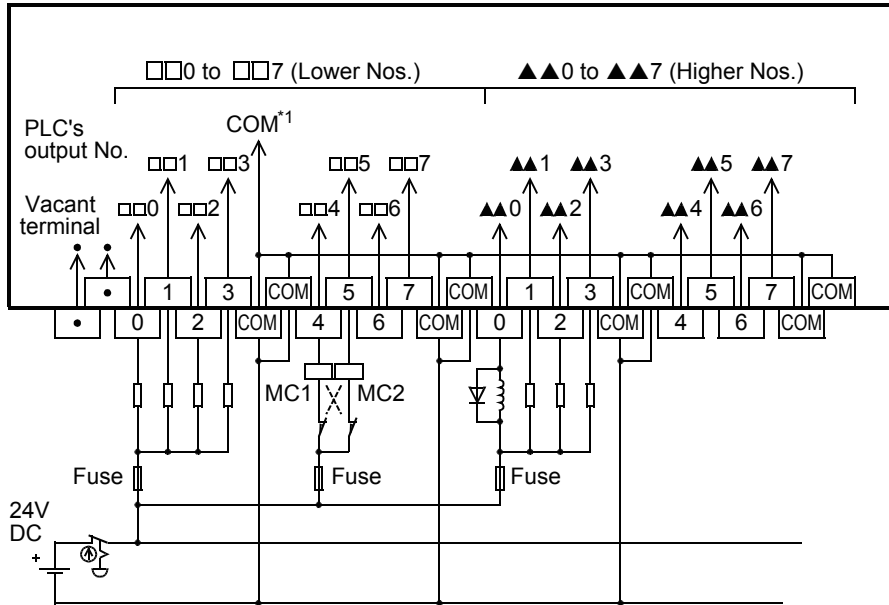 □□0 to □□7 (Lower Nos.) ▲▲0 to ▲▲7 (Higher Nos.)
COM*1
PLC's
output No.
□□1 □□3 □□5 □□7 ▲▲1 ▲▲3 ▲▲5 ▲▲7
Vacant
terminal
□□0 □□2 □□4 □□6 ▲▲0 ▲▲2 ▲▲4 ▲▲6
1 3 COM 5 7 COM 1 3 COM 5 7 COM
0 2 COM 4 6 COM 0 2 COM 4 6 COM
MC1 MC2
Fuse Fuse Fuse
24V
DC
+